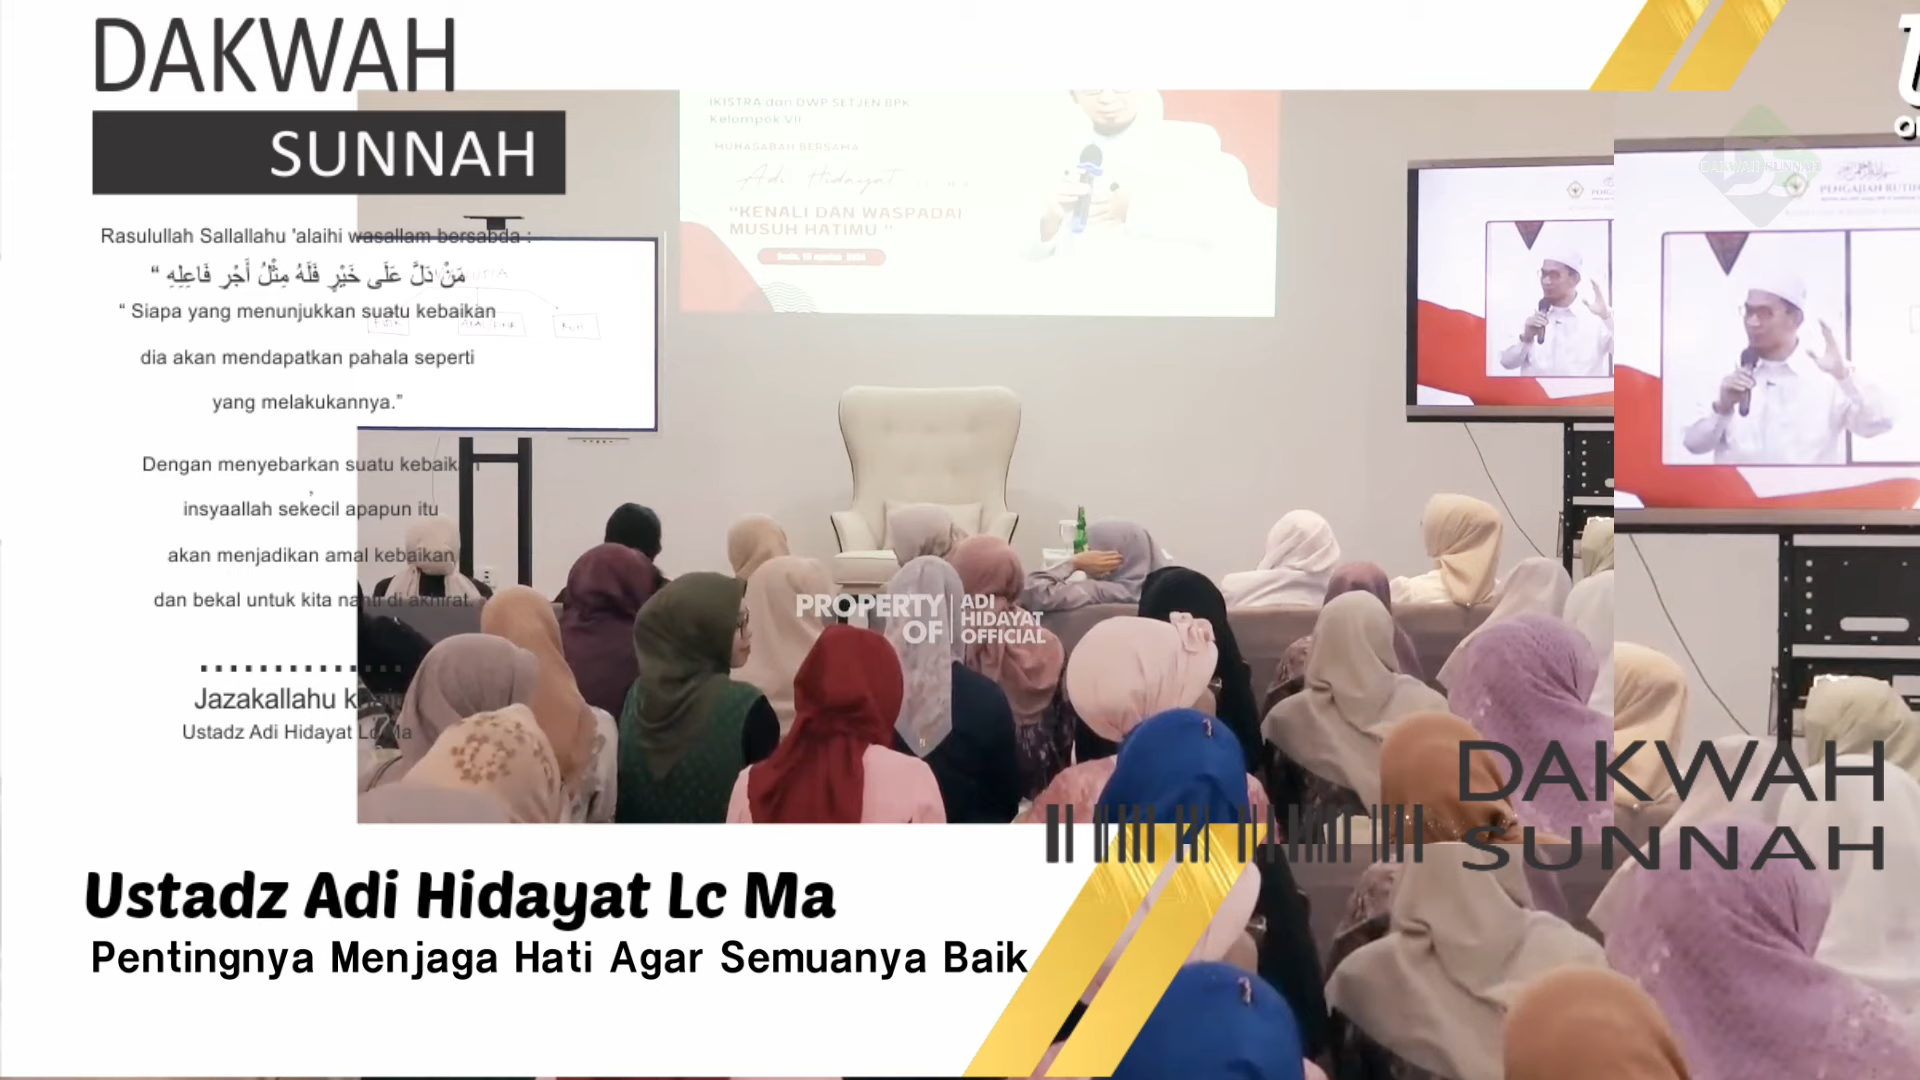 DAKWAH
SUNNAH
Rasulullah Sallallahu 'alaihi wasallam bersabda :
“ مَنْ دَلَّ عَلَى خَيْرٍ فَلَهُ مِثْلُ أَجْرِ فَاعِلِهِ
“ Siapa yang menunjukkan suatu kebaikan
dia akan mendapatkan pahala seperti
yang melakukannya.”
Dengan menyebarkan suatu kebaikan
insyaallah sekecil apapun itu
akan menjadikan amal kebaikan
dan bekal untuk kita nanti di akhirat.
Jazakallahu
Ustadz Adi Hidayat Lc Ma
IKISTRA dan DWP SETJEN BPK
Kelompok VII
MUHASABAH BERSAMA
Adi Hidayat
“KENALI DAN WASPADAI
MUSUH HATIMU ”
DAKWAH SUNNAH
PENGAJIAN RUTIN
PROPERTY OF
ADI HIDAYAT OFFICIAL
DAKWAH
SUNNAH
Ustadz Adi Hidayat Lc Ma
Pentingnya Menjaga Hati Agar Semuanya Baik